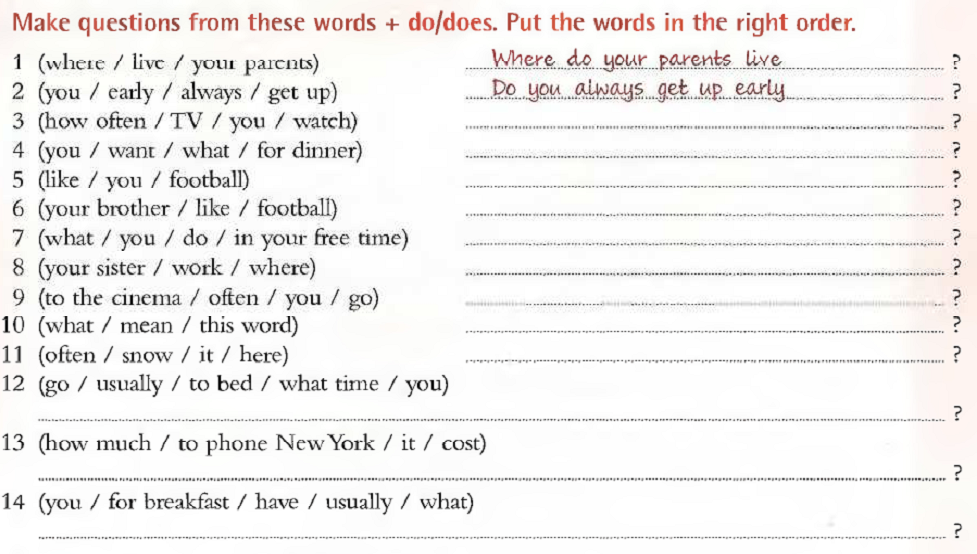 Make questions from these words + do/does. Put the words in the right order.
1 (where / live / your parents) Where do your parents live ?
2 (you / early / always / get up) Do you always get up early ?
3 (how often / TV / you / watch) ?
4 (you / want / what / for dinner) ?
5 (like / you / football) ?
6 (your brother / like / football) ?
7 (what / you / do / in your free time) ?
8 (your sister / work / where) ?
9 (to the cinema / often / you / go) ?
10 (what / mean / this word) ?
11 (often / snow / it / here) ?
12 (go / usually / to bed / what time / you)
?
13 (how much / to phone New York / it / cost)
?
14 (you / for breakfast / have / usually / what)
?